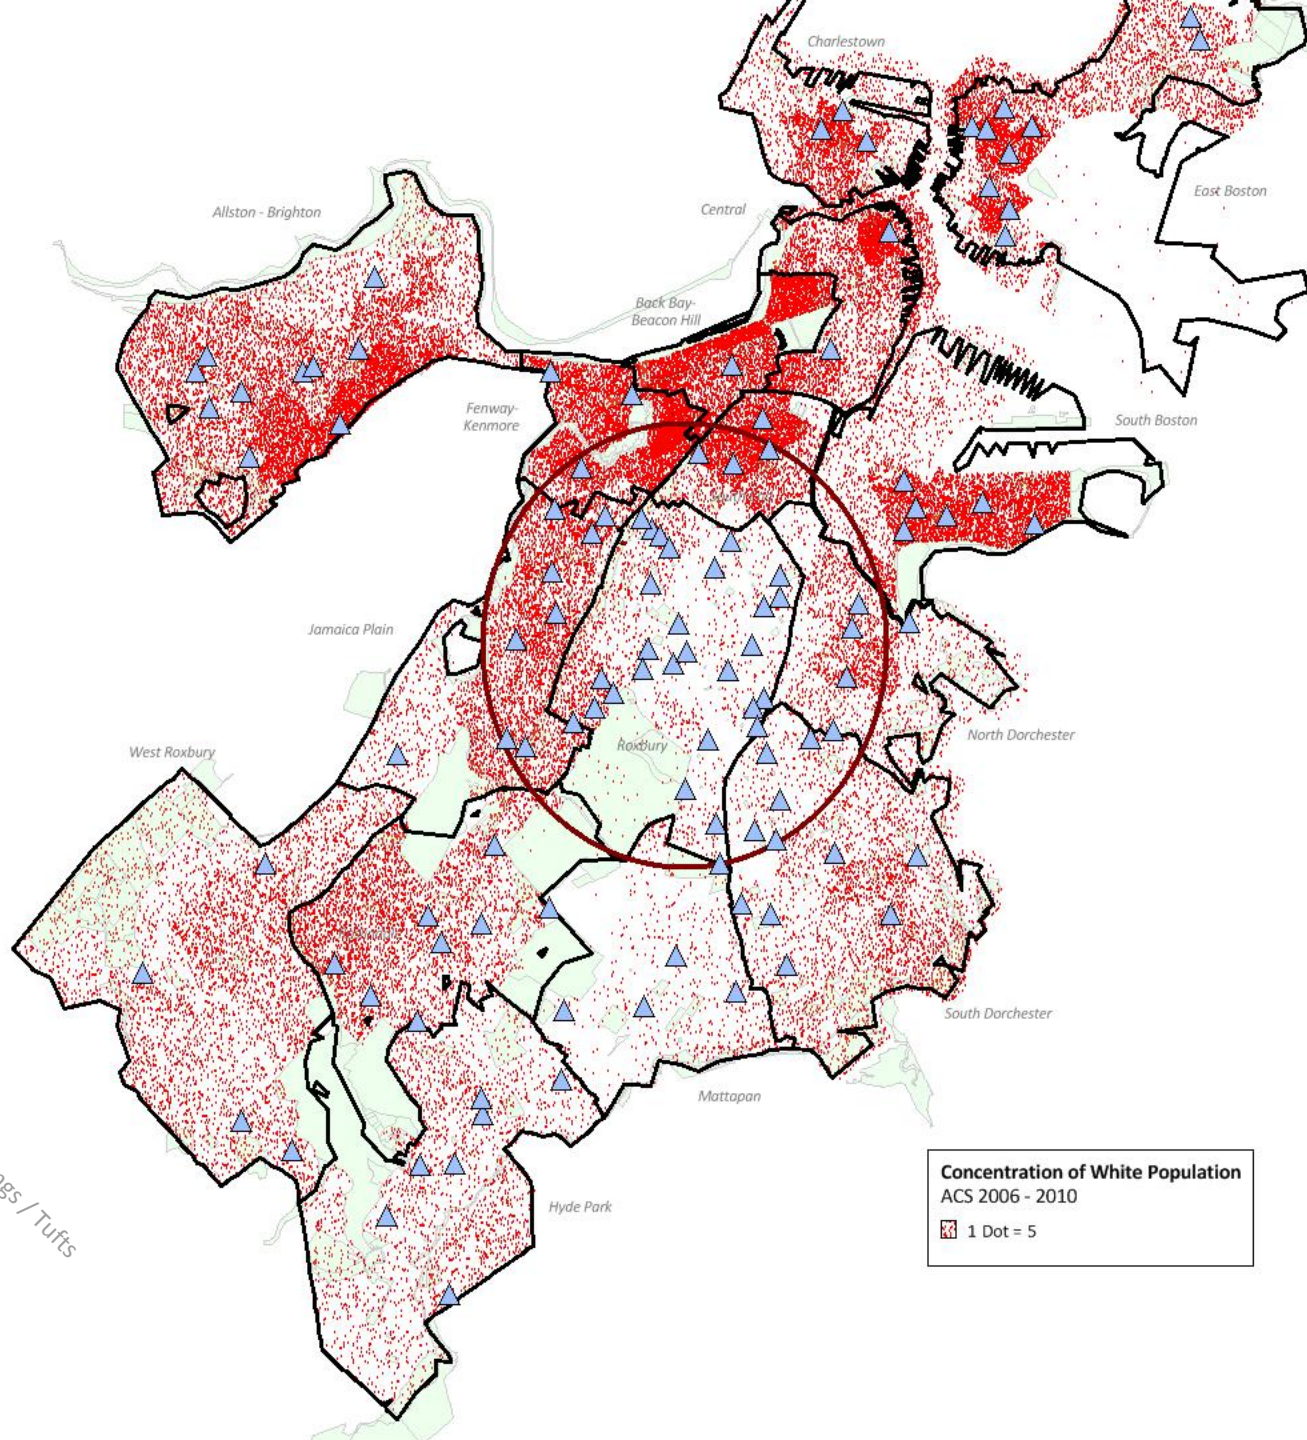 Charlestown
East Boston
Allston - Brighton
Central
Back Bay-
Beacon Hill
Fenway-
Kenmore
South Boston
Jamaica Plain
North Dorchester
Roxbury
West Roxbury
South Dorchester
Mattapan
Hyde Park
gs / Tufts
Concentration of White Population
ACS 2006 - 2010
1 Dot = 5